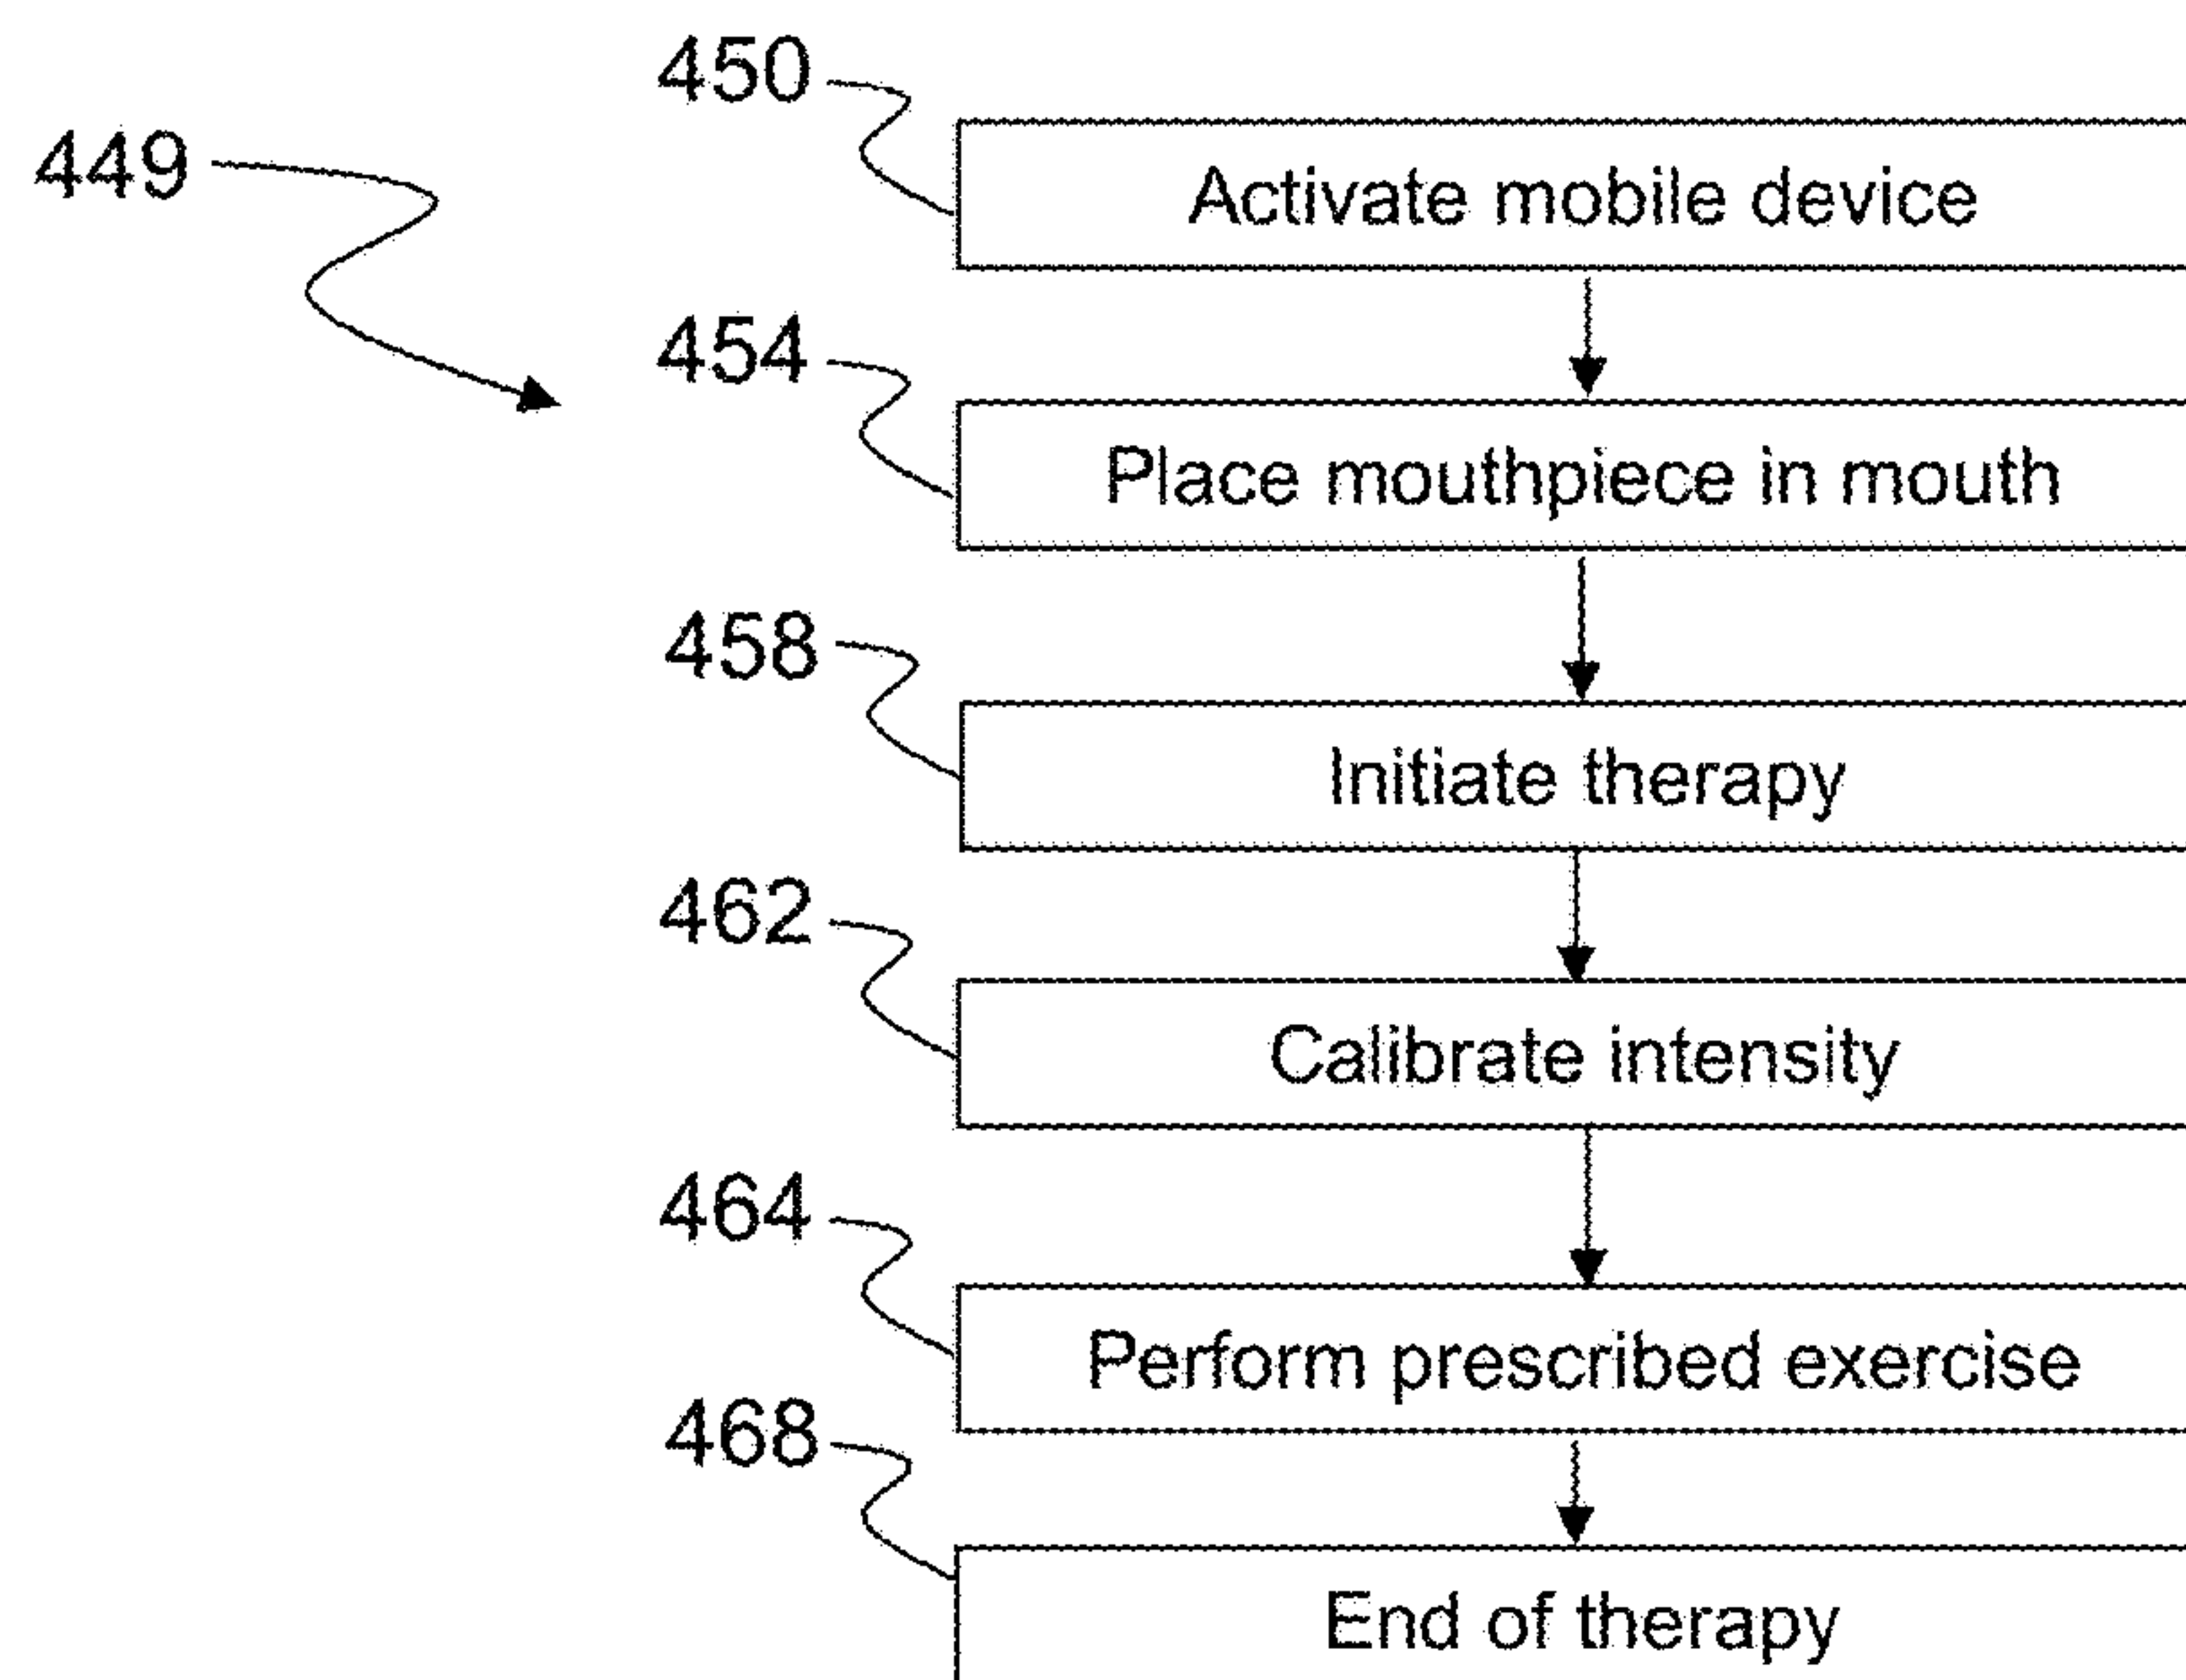 450
Activate mobile device
449
454
Place mouthpiece in mouth
458
Initiate therapy
462
Calibrate intensity
464
Perform prescribed exercise
468
End of therapy